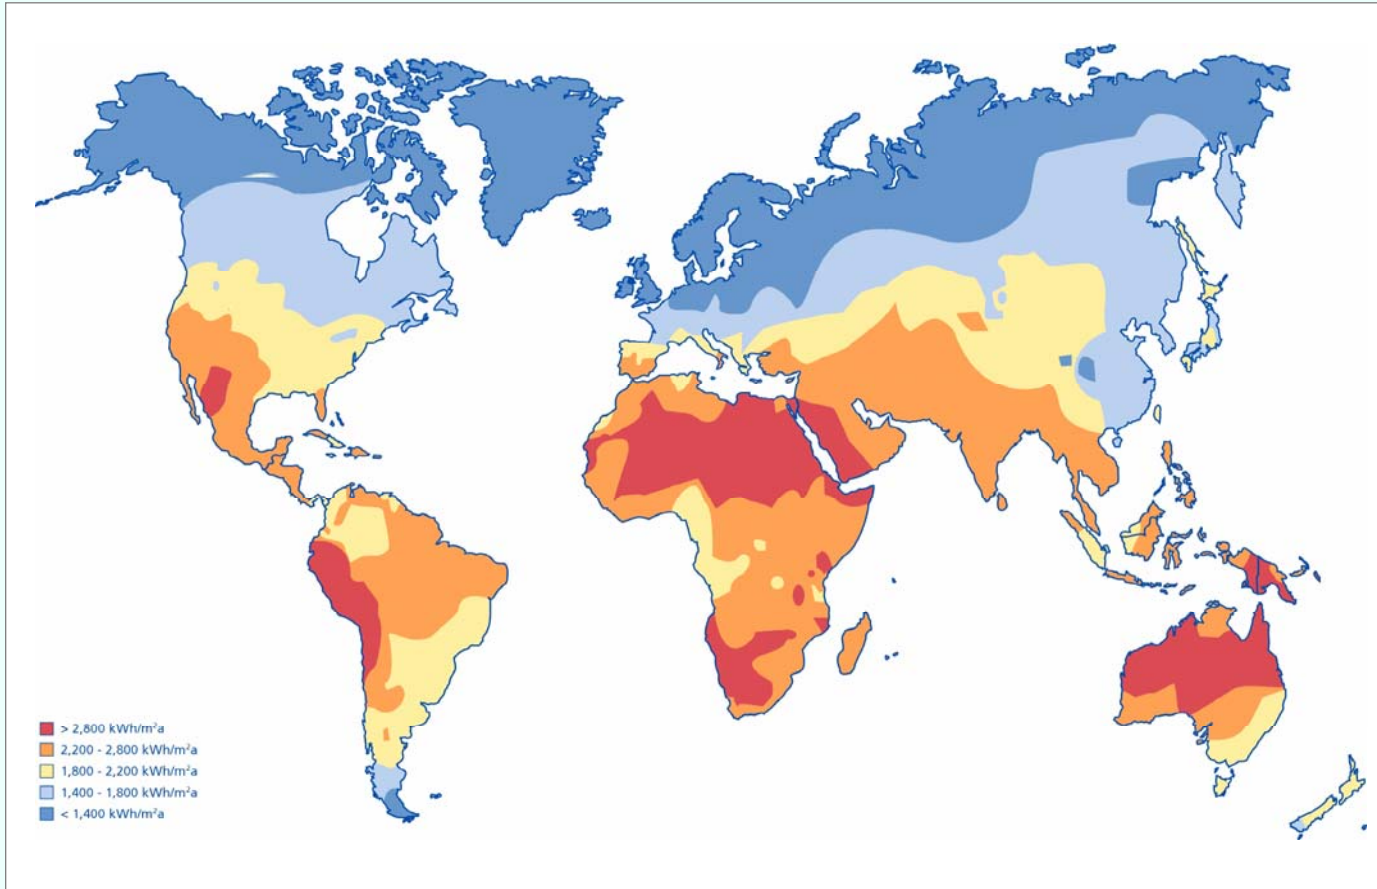 > 2,800 kWh/m²a
2,200 - 2,800 kWh/m²a
1,800 - 2,200 kWh/m²a
1,400 - 1,800 kWh/m²a
< 1,400 kWh/m²a